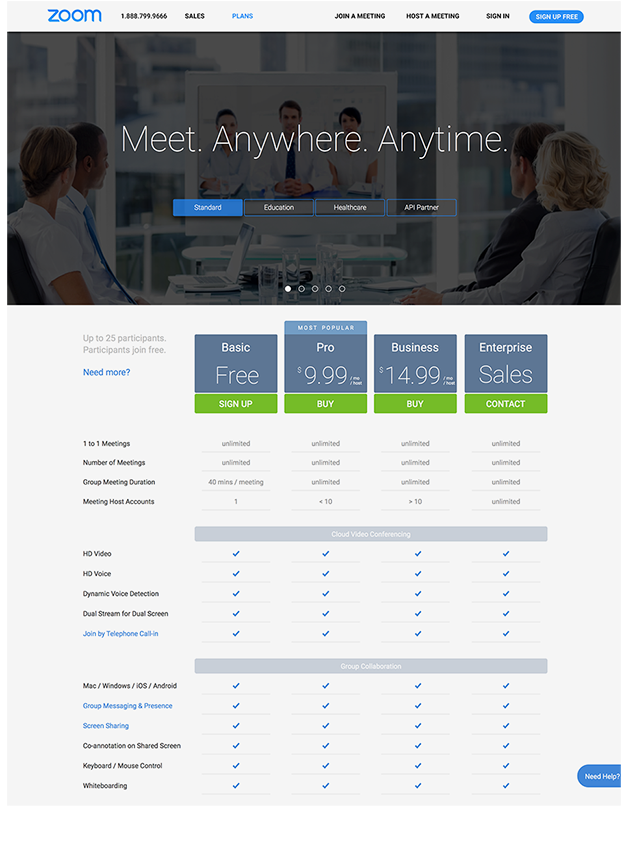 zoom 1.888.799.9666 SALES PLANS JOIN A MEETING HOST A MEETING SIGN IN SIGN UP FREE
Meet. Anywhere. Anytime.
Standard Education Healthcare API Partner
MOST POPULAR
Up to 25 participants.
Participants join free.
Need more?
Basic Pro Business Enterprise
Free $9.99 / mo / host $14.99 / mo / host Sales
SIGN UP BUY BUY CONTACT
1 to 1 Meetings unlimited unlimited unlimited unlimited
Number of Meetings unlimited unlimited unlimited unlimited
Group Meeting Duration 40 mins / meeting unlimited unlimited unlimited
Meeting Host Accounts 1 < 10 > 10 unlimited
Cloud Video Conferencing
HD Video
HD Voice
Dynamic Voice Detection
Dual Stream for Dual Screen
Join by Telephone Call-in
Group Collaboration
Mac / Windows / iOS / Android
Group Messaging & Presence
Screen Sharing
Co-annotation on Shared Screen
Keyboard / Mouse Control
Need Help?
Whiteboarding